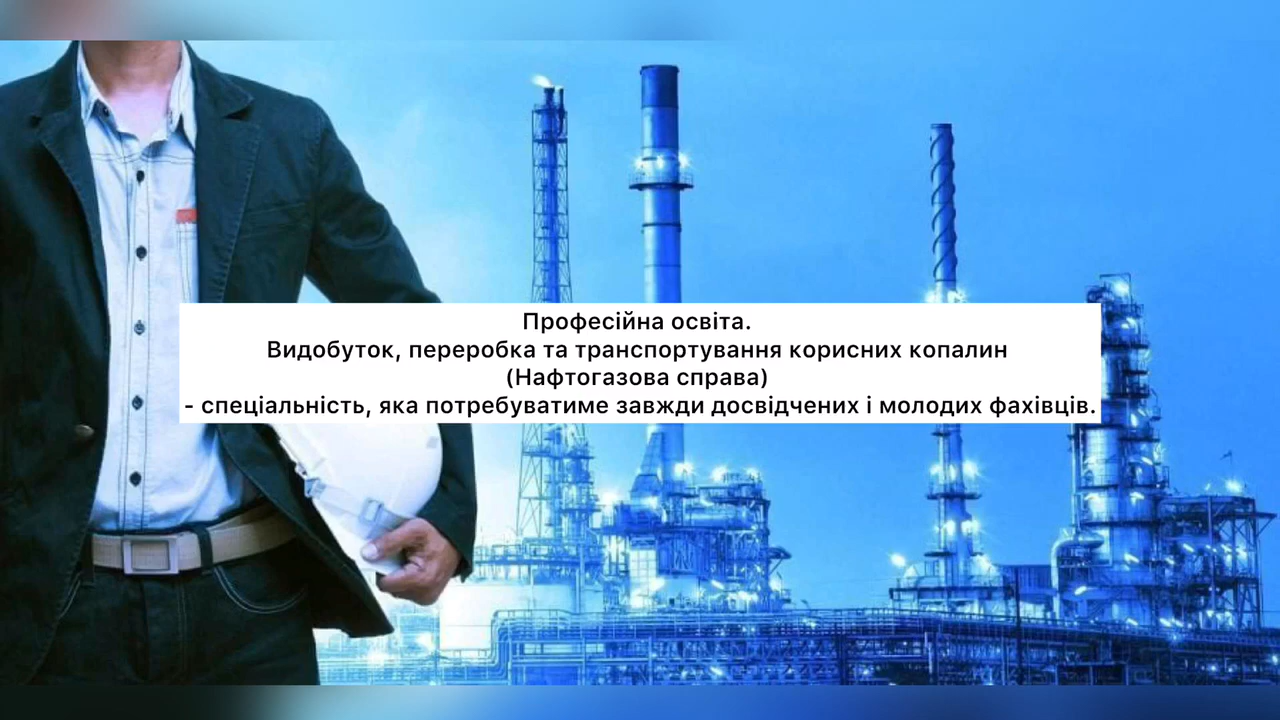 Професійна освіта.
Видобуток, переробка та транспортування корисних копалин
(Нафтогазова справа)
- спеціальність, яка потребуватиме завжди досвідчених і молодих фахівців.